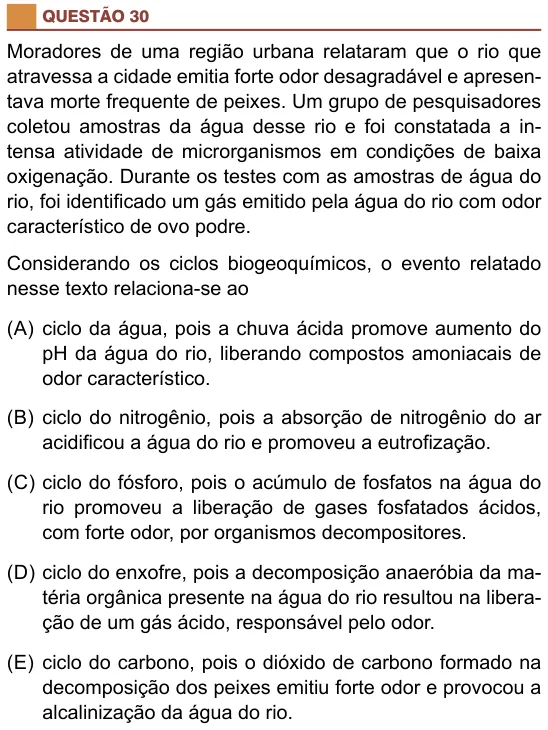 QUESTÃO 30
Moradores de uma região urbana relataram que o rio que
atravessa a cidade emitia forte odor desagradável e apresen-
tava morte frequente de peixes. Um grupo de pesquisadores
coletou amostras da água desse rio e foi constatada a in-
tensa atividade de microrganismos em condições de baixa
oxigenação. Durante os testes com as amostras de água do
rio, foi identificado um gás emitido pela água do rio com odor
característico de ovo podre.
Considerando os ciclos biogeoquímicos, o evento relatado
nesse texto relaciona-se ao
(A) ciclo da água, pois a chuva ácida promove aumento do
pH da água do rio, liberando compostos amoniacais de
odor característico.
(B) ciclo do nitrogênio, pois a absorção de nitrogênio do ar
acidificou a água do rio e promoveu a eutrofização.
(C) ciclo do fósforo, pois o acúmulo de fosfatos na água do
rio promoveu a liberação de gases fosfatados ácidos,
com forte odor, por organismos decompositores.
(D) ciclo do enxofre, pois a decomposição anaeróbia da ma-
téria orgânica presente na água do rio resultou na libera-
ção de um gás ácido, responsável pelo odor.
(E) ciclo do carbono, pois o dióxido de carbono formado na
decomposição dos peixes emitiu forte odor e provocou a
alcalinização da água do rio.